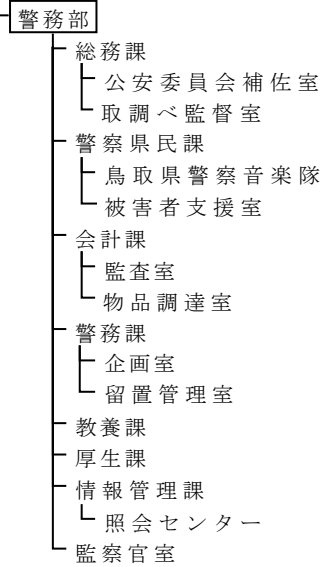 警務部
総務課
公安委員会補佐室
取調べ監督室
警察県民課
鳥取県警察音楽隊
被害者支援室
会計課
監査室
物品調達室
警務課
企画室
留置管理室
教養課
厚生課
情報管理課
照会センター
監察官室